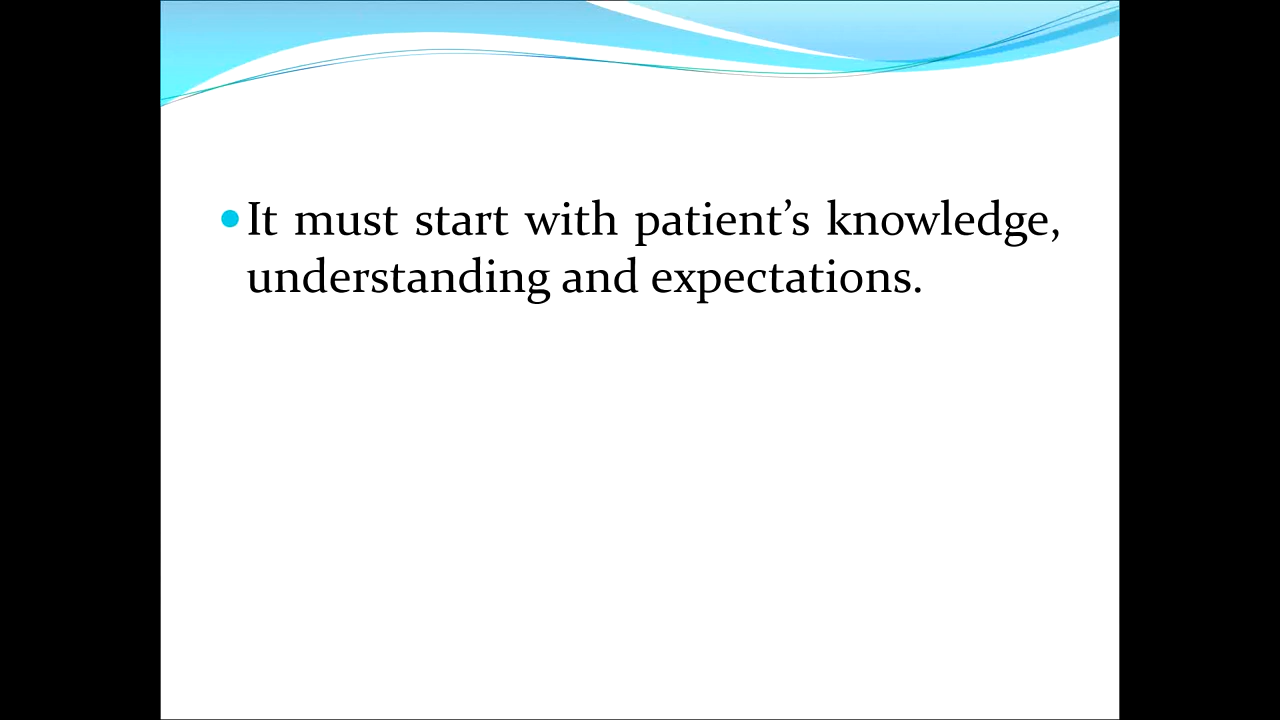 •It must start with patient’s knowledge,
understanding and expectations.